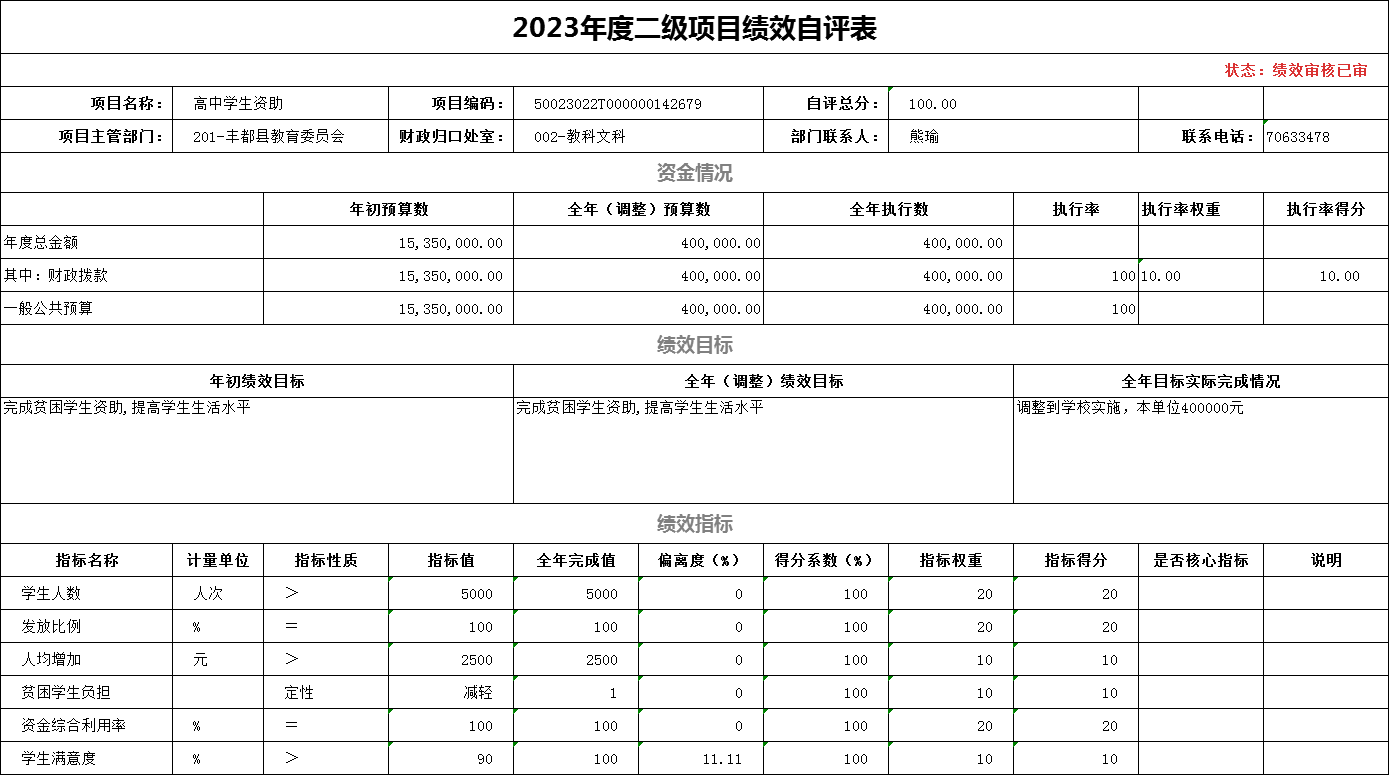 2023年度二级项目绩效自评表
状态：绩效审核已审
项目名称： 高中学生资助 项目编码： 50023022T000000142679 自评总分： 100.00
项目主管部门： 201-丰都县教育委员会 财政归口处室： 002-教科文科 部门联系人： 熊瑜 联系电话： 70633478
资金情况
年初预算数 全年（调整）预算数 全年执行数 执行率 执行率权重 执行率得分
年度总金额 15,350,000.00 400,000.00 400,000.00
其中：财政拨款 15,350,000.00 400,000.00 400,000.00 100 10.00 10.00
一般公共预算 15,350,000.00 400,000.00 400,000.00 100
绩效目标
年初绩效目标 全年（调整）绩效目标 全年目标实际完成情况
完成贫困学生资助,提高学生生活水平 完成贫困学生资助,提高学生生活水平 调整到学校实施，本单位400000元
绩效指标
指标名称 计量单位 指标性质 指标值 全年完成值 偏离度（%） 得分系数（%） 指标权重 指标得分 是否核心指标 说明
学生人数 人次 ＞ 5000 5000 0 100 20 20
发放比例 % ＝ 100 100 0 100 20 20
人均增加 元 ＞ 2500 2500 0 100 10 10
贫困学生负担 定性 减轻 1 0 100 10 10
资金综合利用率 % ＝ 100 100 0 100 20 20
学生满意度 % ＞ 90 100 11.11 100 10 10